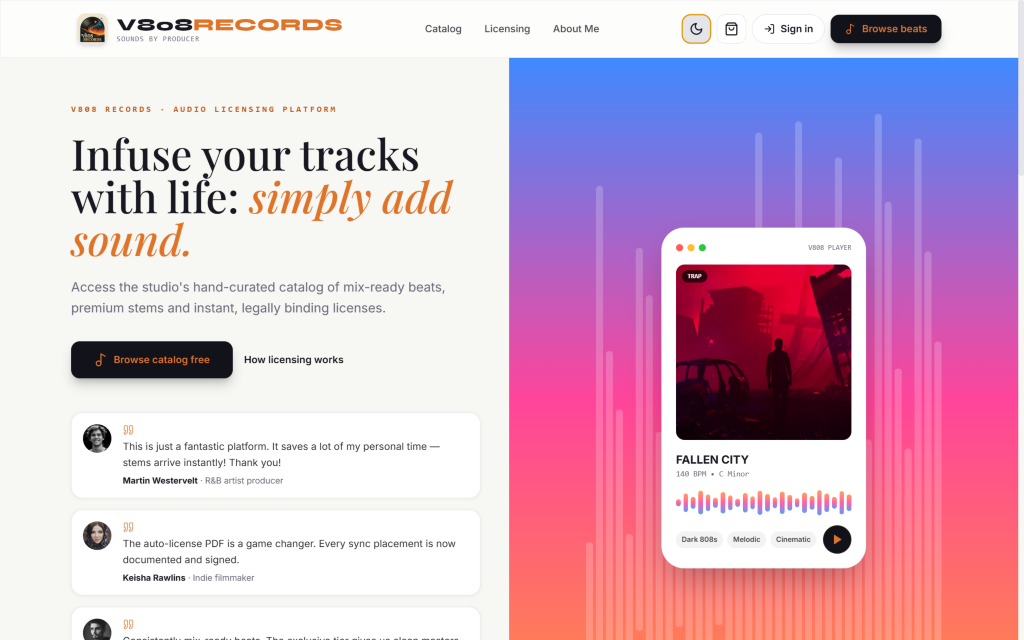 V8o8RECORDS
SOUNDS BY PRODUCER
Catalog
Licensing
About Me
Sign in
Browse beats
V808 RECORDS · AUDIO LICENSING PLATFORM
Infuse your tracks
with life: simply add
sound.
Access the studio's hand-curated catalog of mix-ready beats,
premium stems and instant, legally binding licenses.
Browse catalog free
How licensing works
This is just a fantastic platform. It saves a lot of my personal time —
stems arrive instantly! Thank you!
Martin Westervelt · R&B artist producer
The auto-license PDF is a game changer. Every sync placement is now
documented and signed.
Keisha Rawlins · Indie filmmaker
V808 PLAYER
TRAP
FALLEN CITY
140 BPM • C Minor
Dark 808s
Melodic
Cinematic